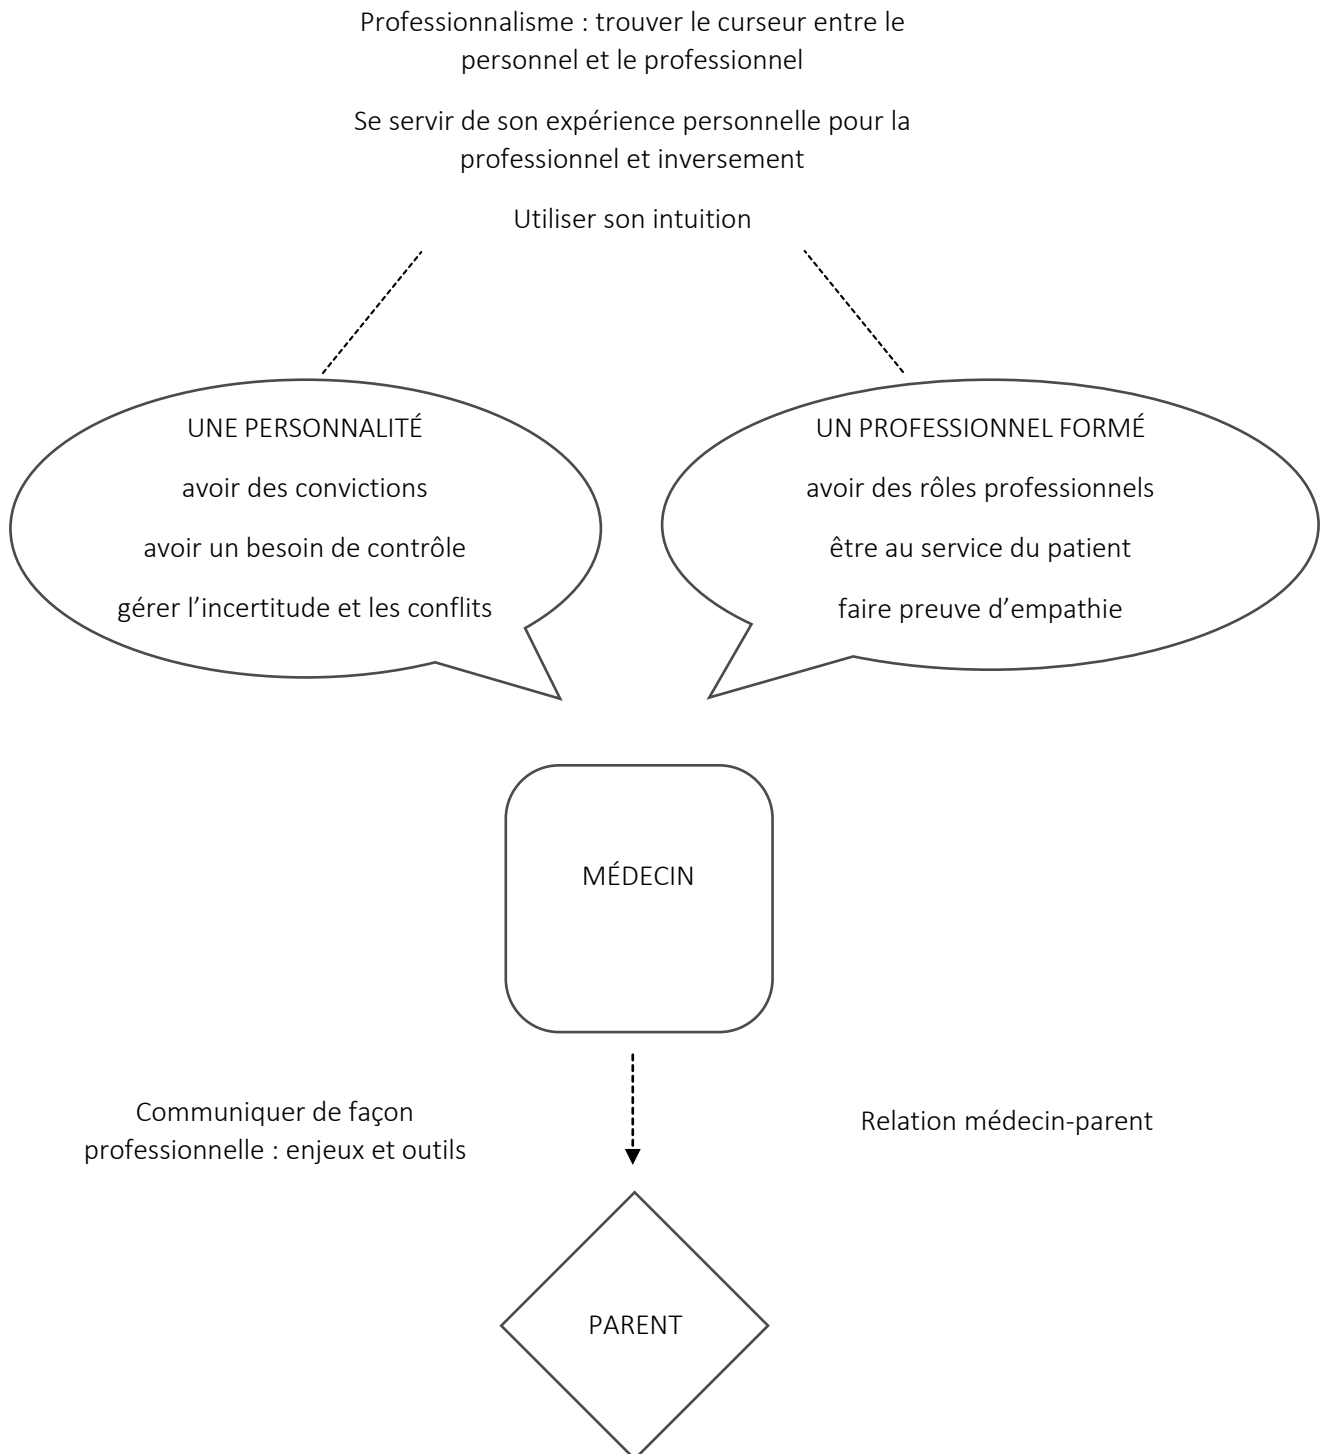 Professionnalisme : trouver le curseur entre le
personnel et le professionnel
Se servir de son expérience personnelle pour la
professionnel et inversement
Utiliser son intuition
UNE PERSONNALITÉ
avoir des convictions
avoir un besoin de contrôle
gérer l’incertitude et les conflits
UN PROFESSIONNEL FORMÉ
avoir des rôles professionnels
être au service du patient
faire preuve d’empathie
MÉDECIN
Communiquer de façon
professionnelle : enjeux et outils
Relation médecin-parent
PARENT